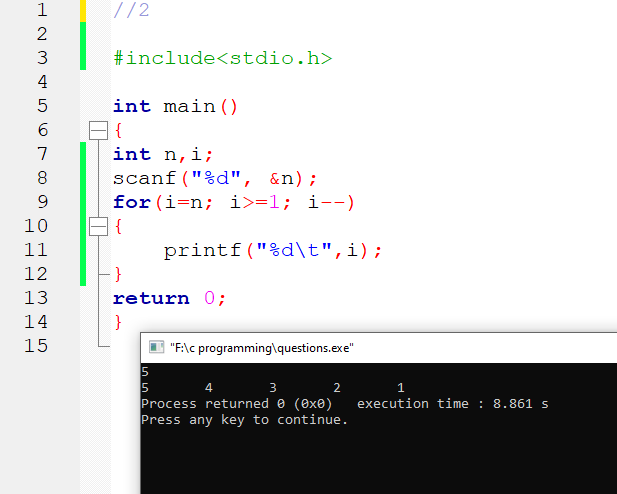 1 //2
2
3 #include<stdio.h>
4
5 int main()
6 {
7 int n,i;
8 scanf("%d", &n);
9 for(i=n; i>=1; i--)
10 {
11 printf("%d\t",i);
12 }
13 return 0;
14 }
15
"F:\c programming\questions.exe"
5
5 4 3 2 1
Process returned 0 (0x0) execution time : 8.861 s
Press any key to continue.